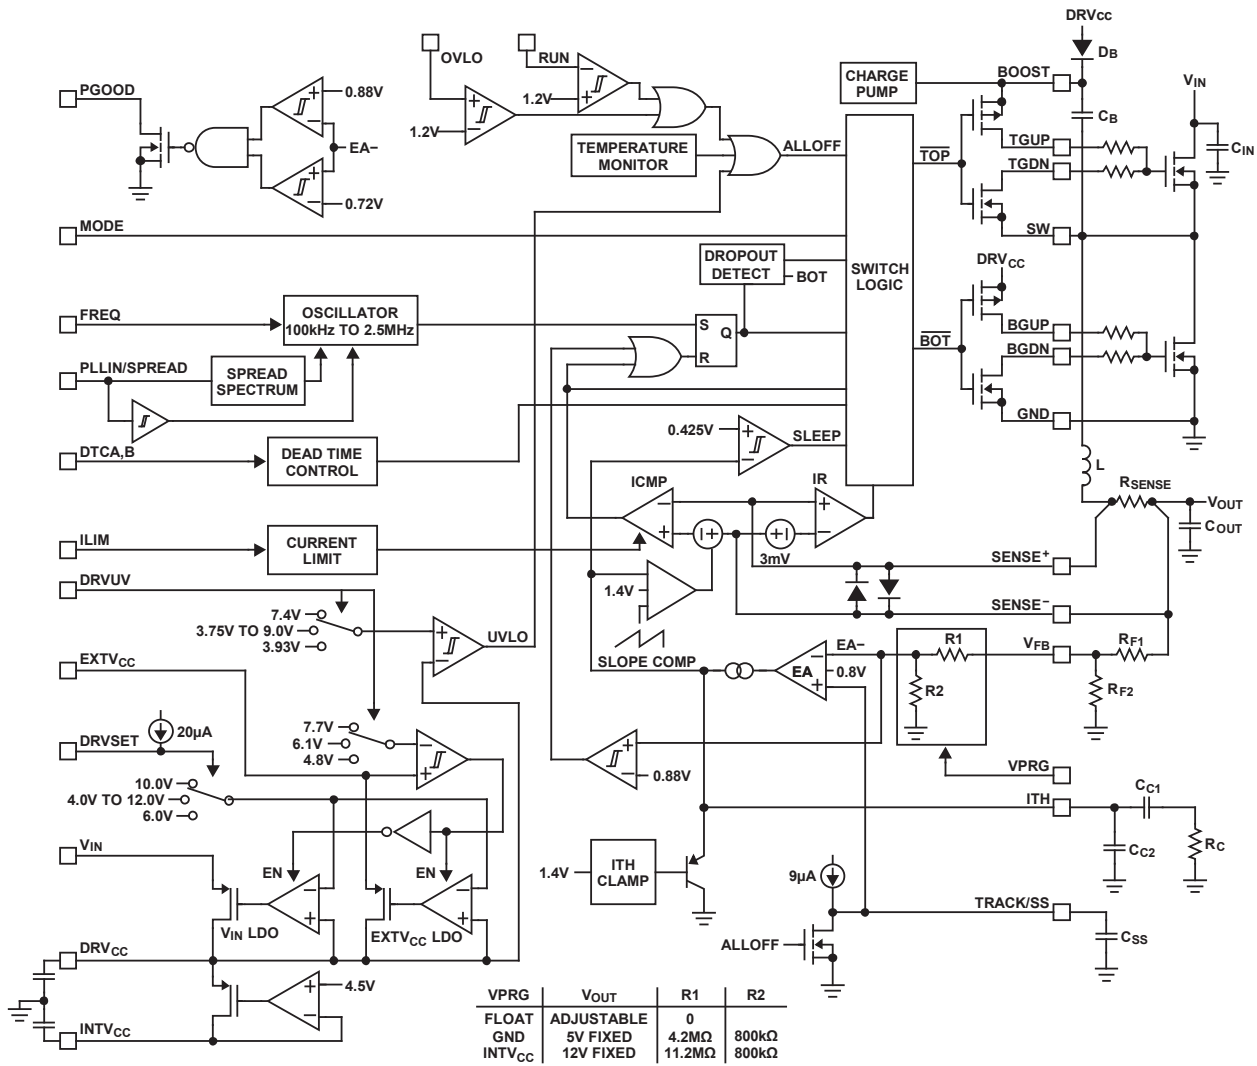 DRVCC
DB
OVLO
RUN
CHARGE
PUMP
BOOST
VIN
PGOOD
0.88V
1.2V
1.2V
CB
CIN
EA−
TEMPERATURE
MONITOR
ALLOFF
TOP
TGUP
TGDN
0.72V
MODE
SW
DROPOUT
DETECT
BOT
SWITCH
LOGIC
DRVCC
FREQ
OSCILLATOR
100kHz TO 2.5MHz
S
Q
R
BOT
BGUP
BGDN
PLLIN/SPREAD
SPREAD
SPECTRUM
GND
0.425V
SLEEP
DTCA,B
DEAD TIME
CONTROL
L
ICMP
IR
RSENSE
VOUT
COUT
ILIM
CURRENT
LIMIT
3mV
SENSE+
DRVUV
1.4V
SENSE−
7.4V
3.75V TO 9.0V
3.93V
UVLO
SLOPE COMP
EA−
EA
0.8V
R1
R2
VFB
RF1
RF2
EXTVCC
DRVSET
20µA
7.7V
6.1V
4.8V
0.88V
VPRG
10.0V
4.0V TO 12.0V
6.0V
ITH
CC1
CC2
RC
VIN
EN
EN
1.4V
ITH
CLAMP
9µA
TRACK/SS
CSS
VIN LDO
EXTVCC LDO
ALLOFF
DRVCC
4.5V
INTVCC
VPRG VOUT R1 R2
FLOAT ADJUSTABLE 0
GND 5V FIXED 4.2MΩ 800kΩ
INTVCC 12V FIXED 11.2MΩ 800kΩ